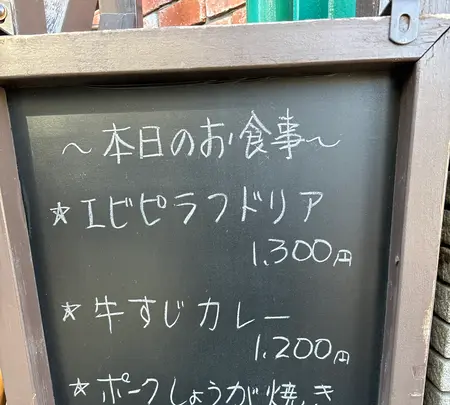 ～本日のお食事～
☆エビピラフドリア
1,300円
☆牛すじカレー
1,200円
☆ポークしょうが焼き